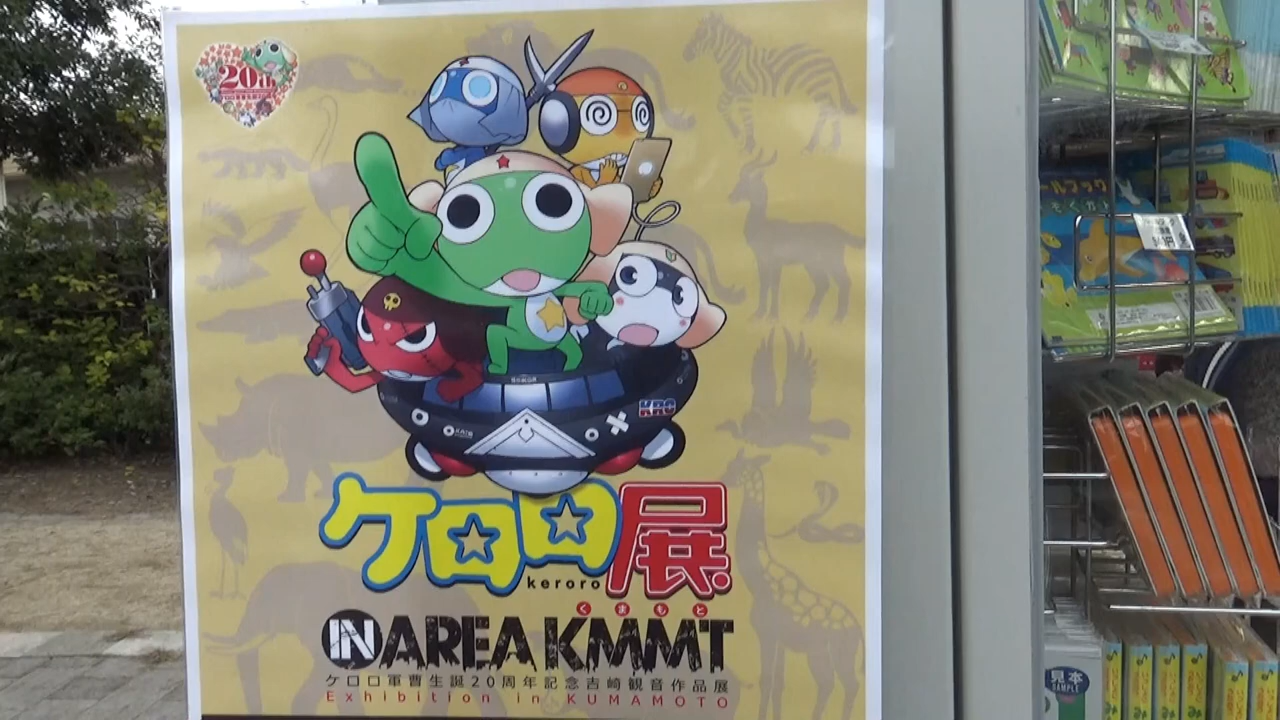 20th
KRC
ケロロ展
keroro
くまもと
IN AREA KMMT
ケロロ軍曹生誕20周年記念吉崎観音作品展
Exhibition in KUMAMOTO
見本
SAMPLE